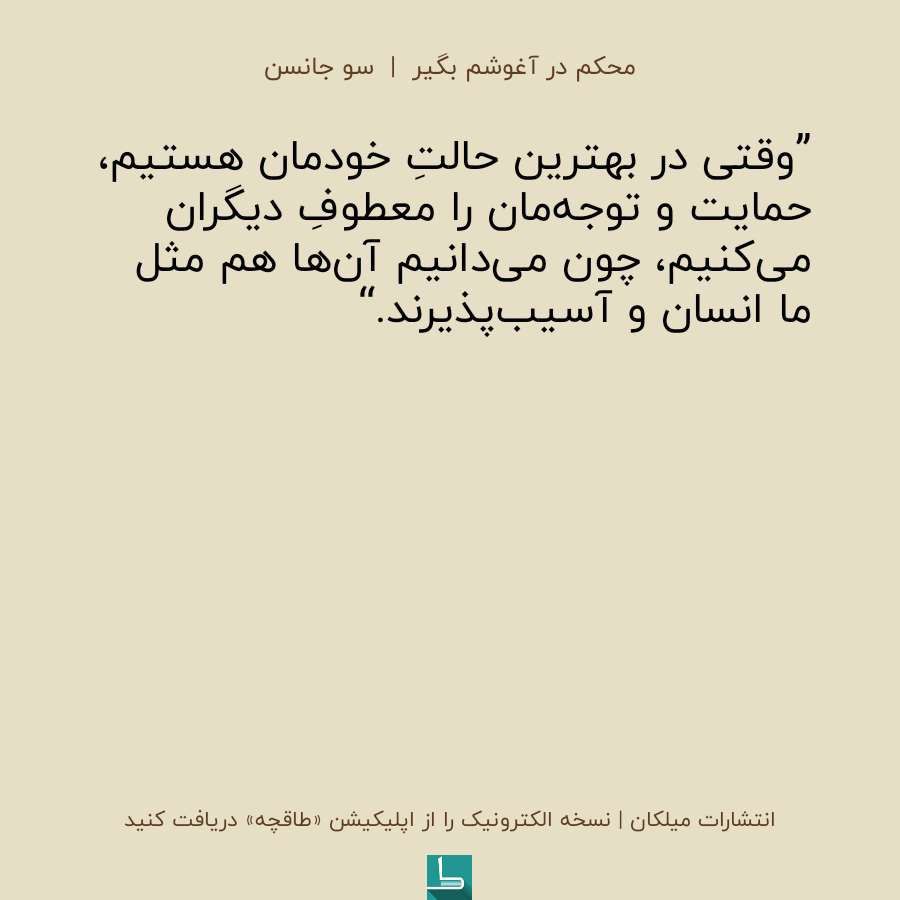 محکم در آغوشم بگیر | سو جانسن
”وقتی در بهترین حالتِ خودمان هستیم،
حمایت و توجه‌مان را معطوفِ دیگران
می‌کنیم، چون می‌دانیم آن‌ها هم مثل
ما انسان و آسیب‌پذیرند.“
انتشارات میلکان | نسخه الکترونیک را از اپلیکیشن «طاقچه» دریافت کنید